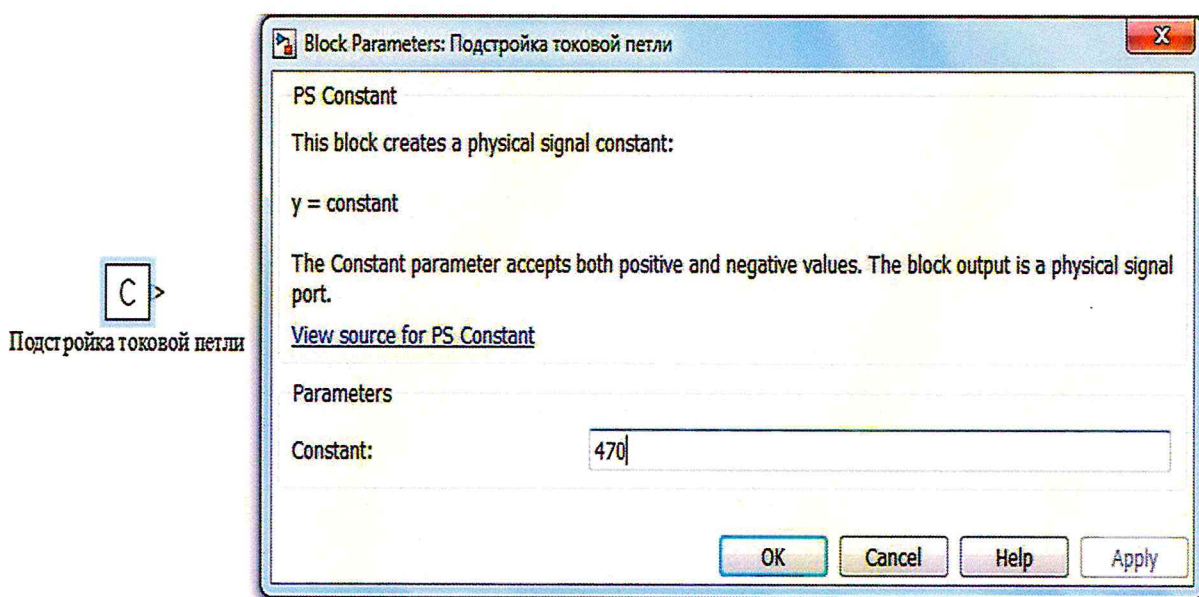 Block Parameters: Подстройка токовой петли
PS Constant
This block creates a physical signal constant:
y = constant
The Constant parameter accepts both positive and negative values. The block output is a physical signal
port.
View source for PS Constant
Parameters
Constant:
470
OK
Cancel
Help
Apply
C
Подстройка токовой петли